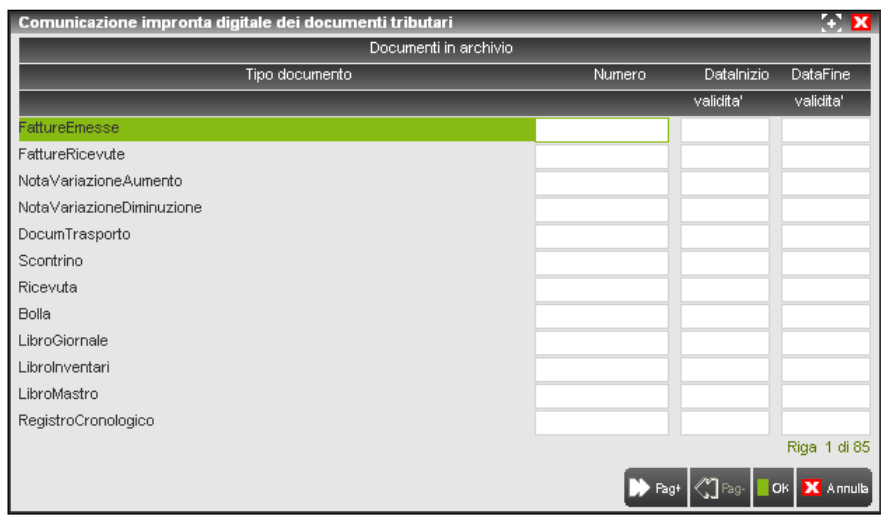 Comunicazione impronta digitale dei documenti tributari
Documenti in archivio
Tipo documento Numero DataInizio DataFine
validita' validita'
FattureEmesse
FattureRicevute
NotaVariazioneAumento
NotaVariazioneDiminuzione
DocumTrasporto
Scontrino
Ricevuta
Bolla
LibroGiornale
LibroInventari
LibroMastro
RegistroCronologico
Riga 1 di 85
Pag+ Pag- OK Annulla